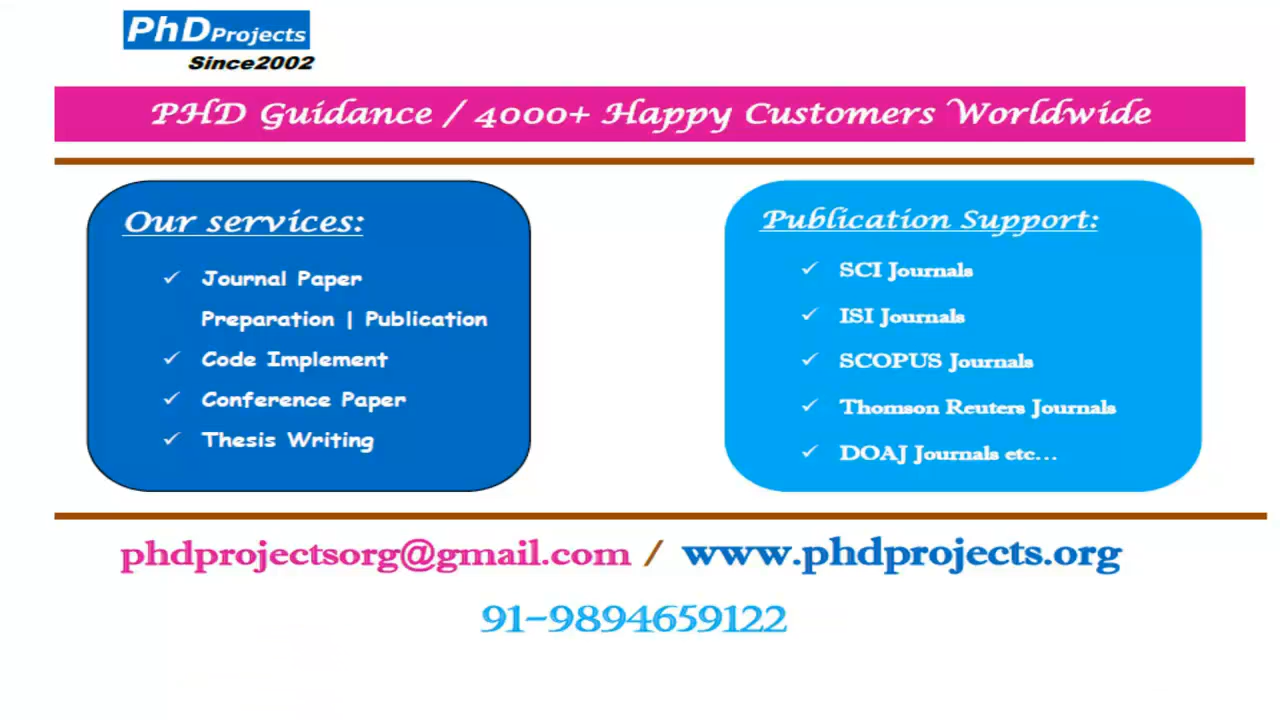 PhDProjects
Since2002
PHD Guidance / 4000+ Happy Customers Worldwide
Our services:
✓ Journal Paper
Preparation | Publication
✓ Code Implement
✓ Conference Paper
✓ Thesis Writing
Publication Support:
✓ SCI Journals
✓ ISI Journals
✓ SCOPUS Journals
✓ Thomson Reuters Journals
✓ DOAJ Journals etc...
phdprojectsorg@gmail.com / www.phdprojects.org
91-9894659122